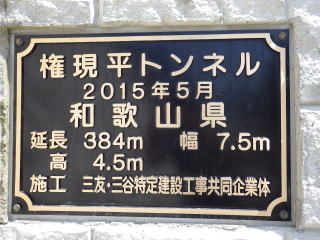 権現平トンネル
2015年5月
和歌山県
延長 384m 幅 7.5m
高 4.5m
施工 三友・三谷特定建設工事共同企業体